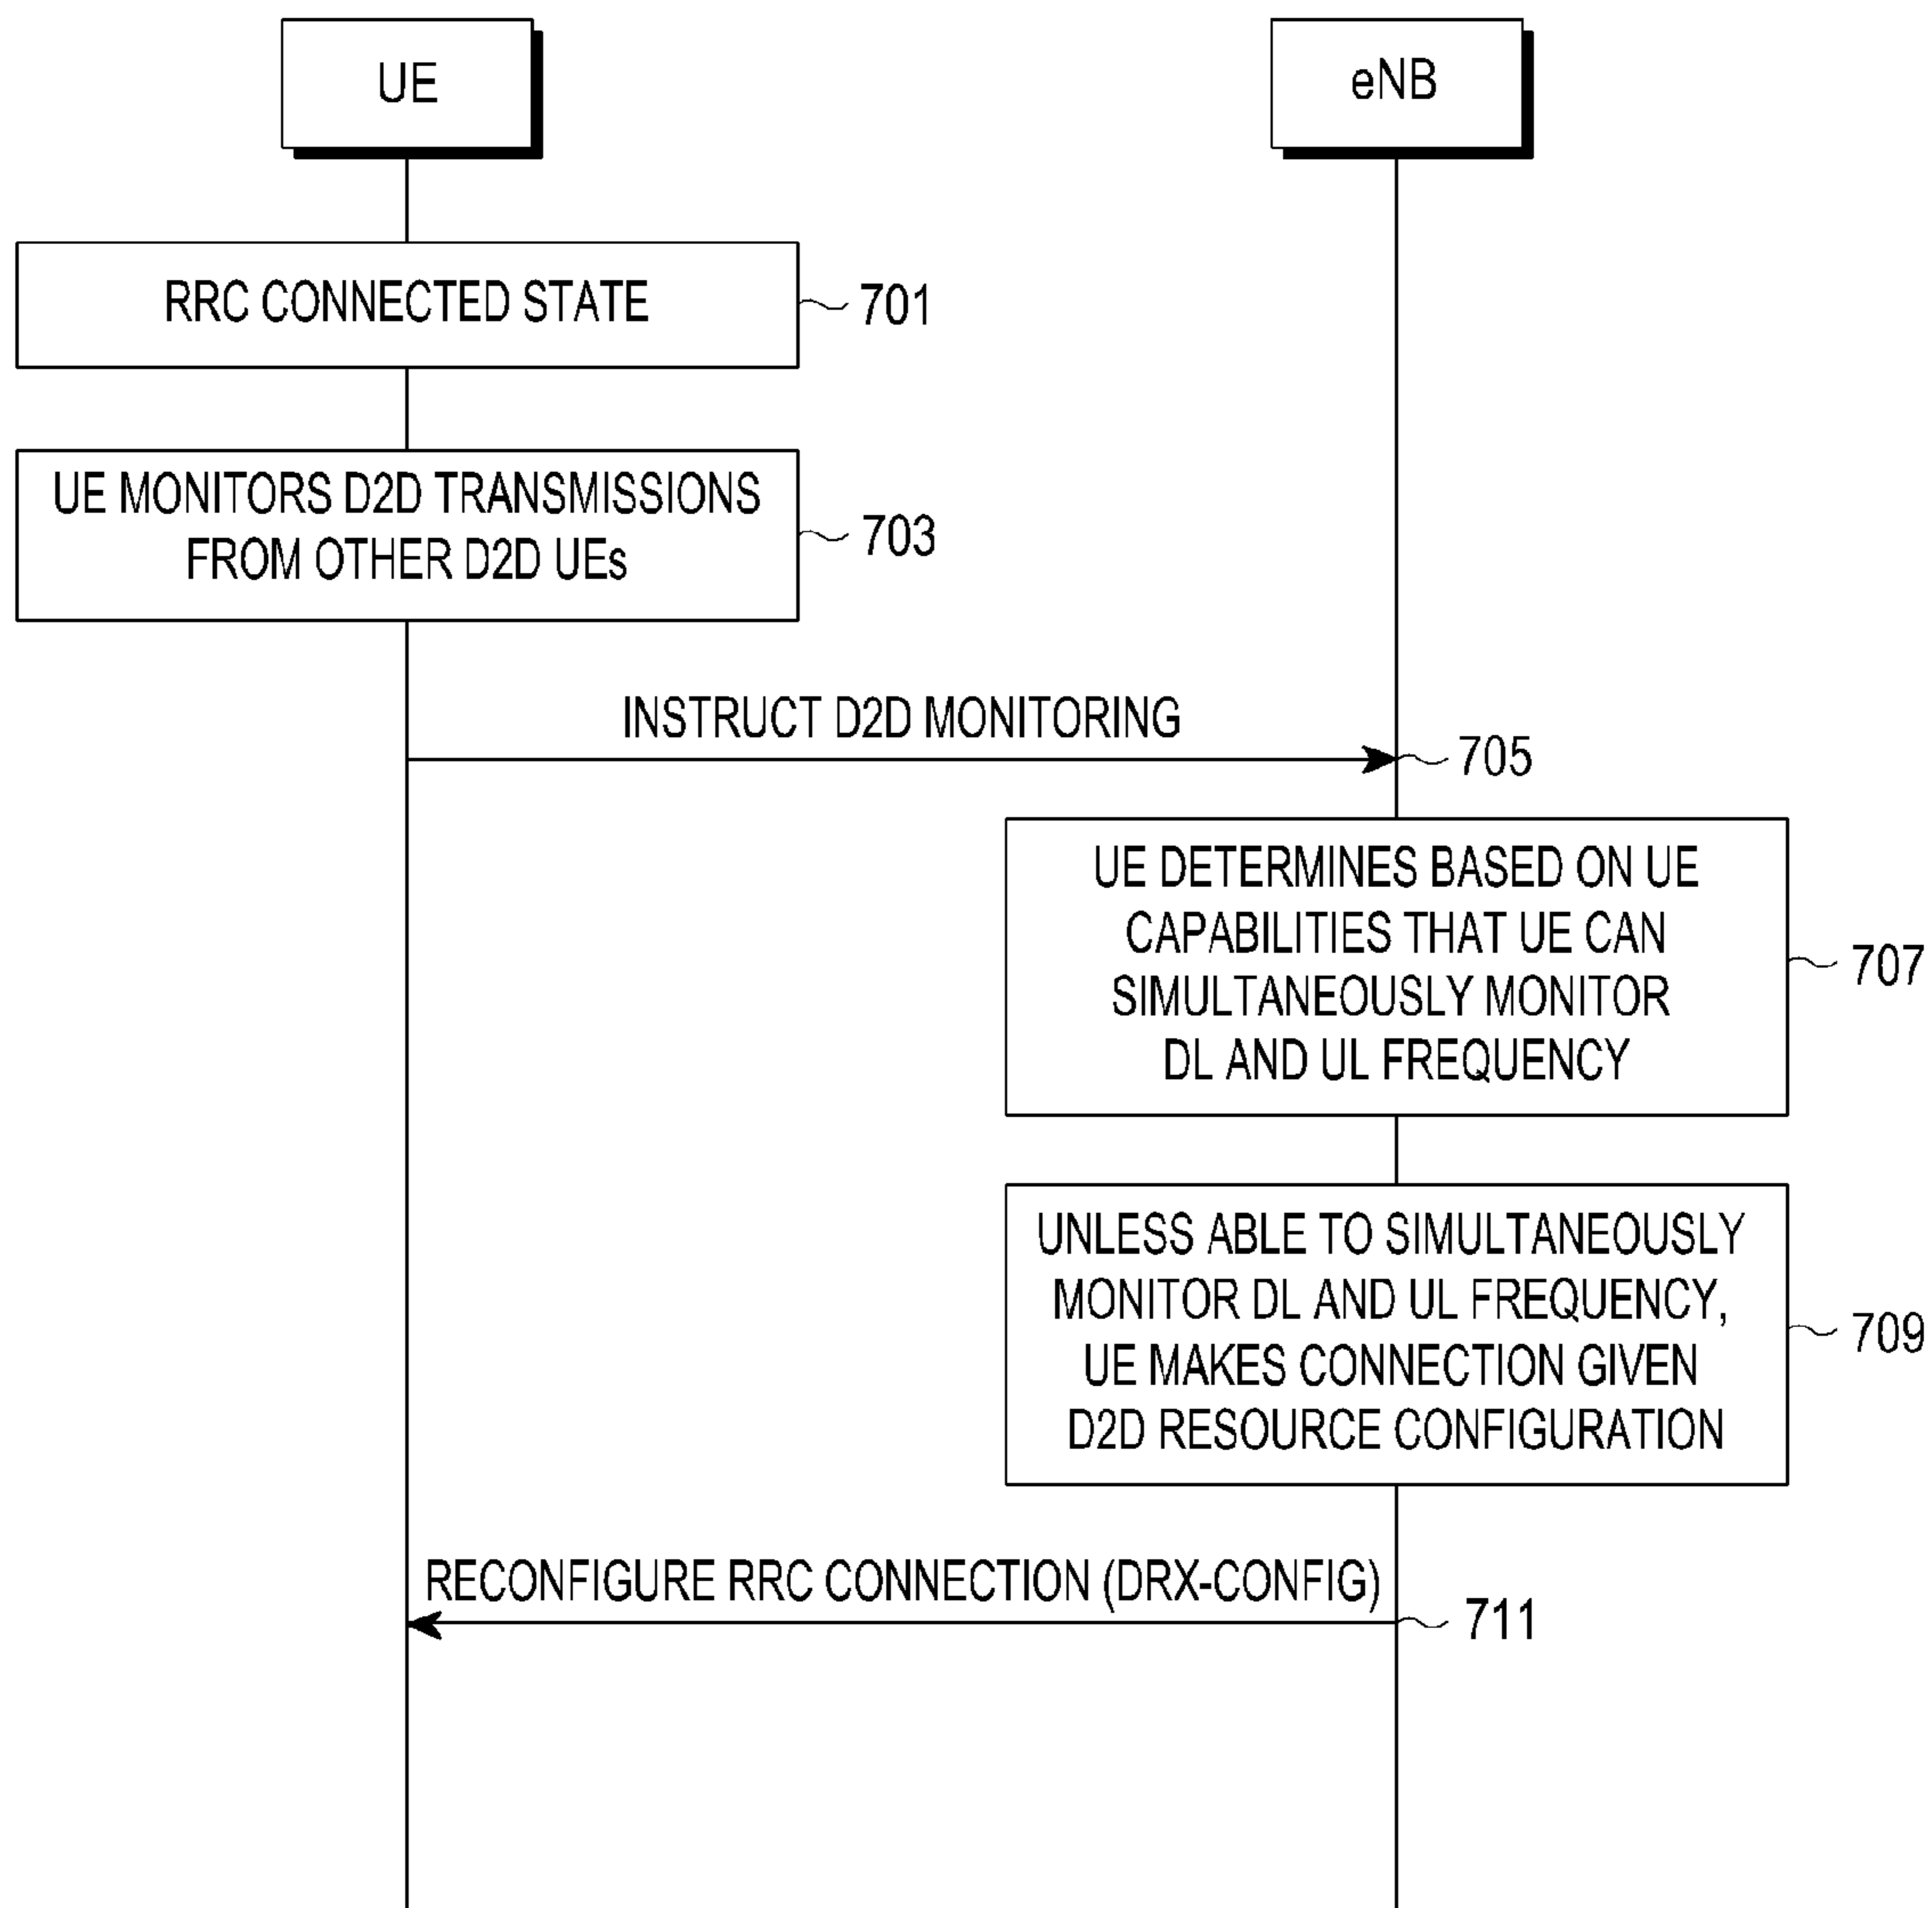 UE
eNB
RRC CONNECTED STATE
701
UE MONITORS D2D TRANSMISSIONS
FROM OTHER D2D UEs
703
INSTRUCT D2D MONITORING
705
UE DETERMINES BASED ON UE
CAPABILITIES THAT UE CAN
SIMULTANEOUSLY MONITOR
DL AND UL FREQUENCY
707
UNLESS ABLE TO SIMULTANEOUSLY
MONITOR DL AND UL FREQUENCY,
UE MAKES CONNECTION GIVEN
D2D RESOURCE CONFIGURATION
709
RECONFIGURE RRC CONNECTION (DRX-CONFIG)
711